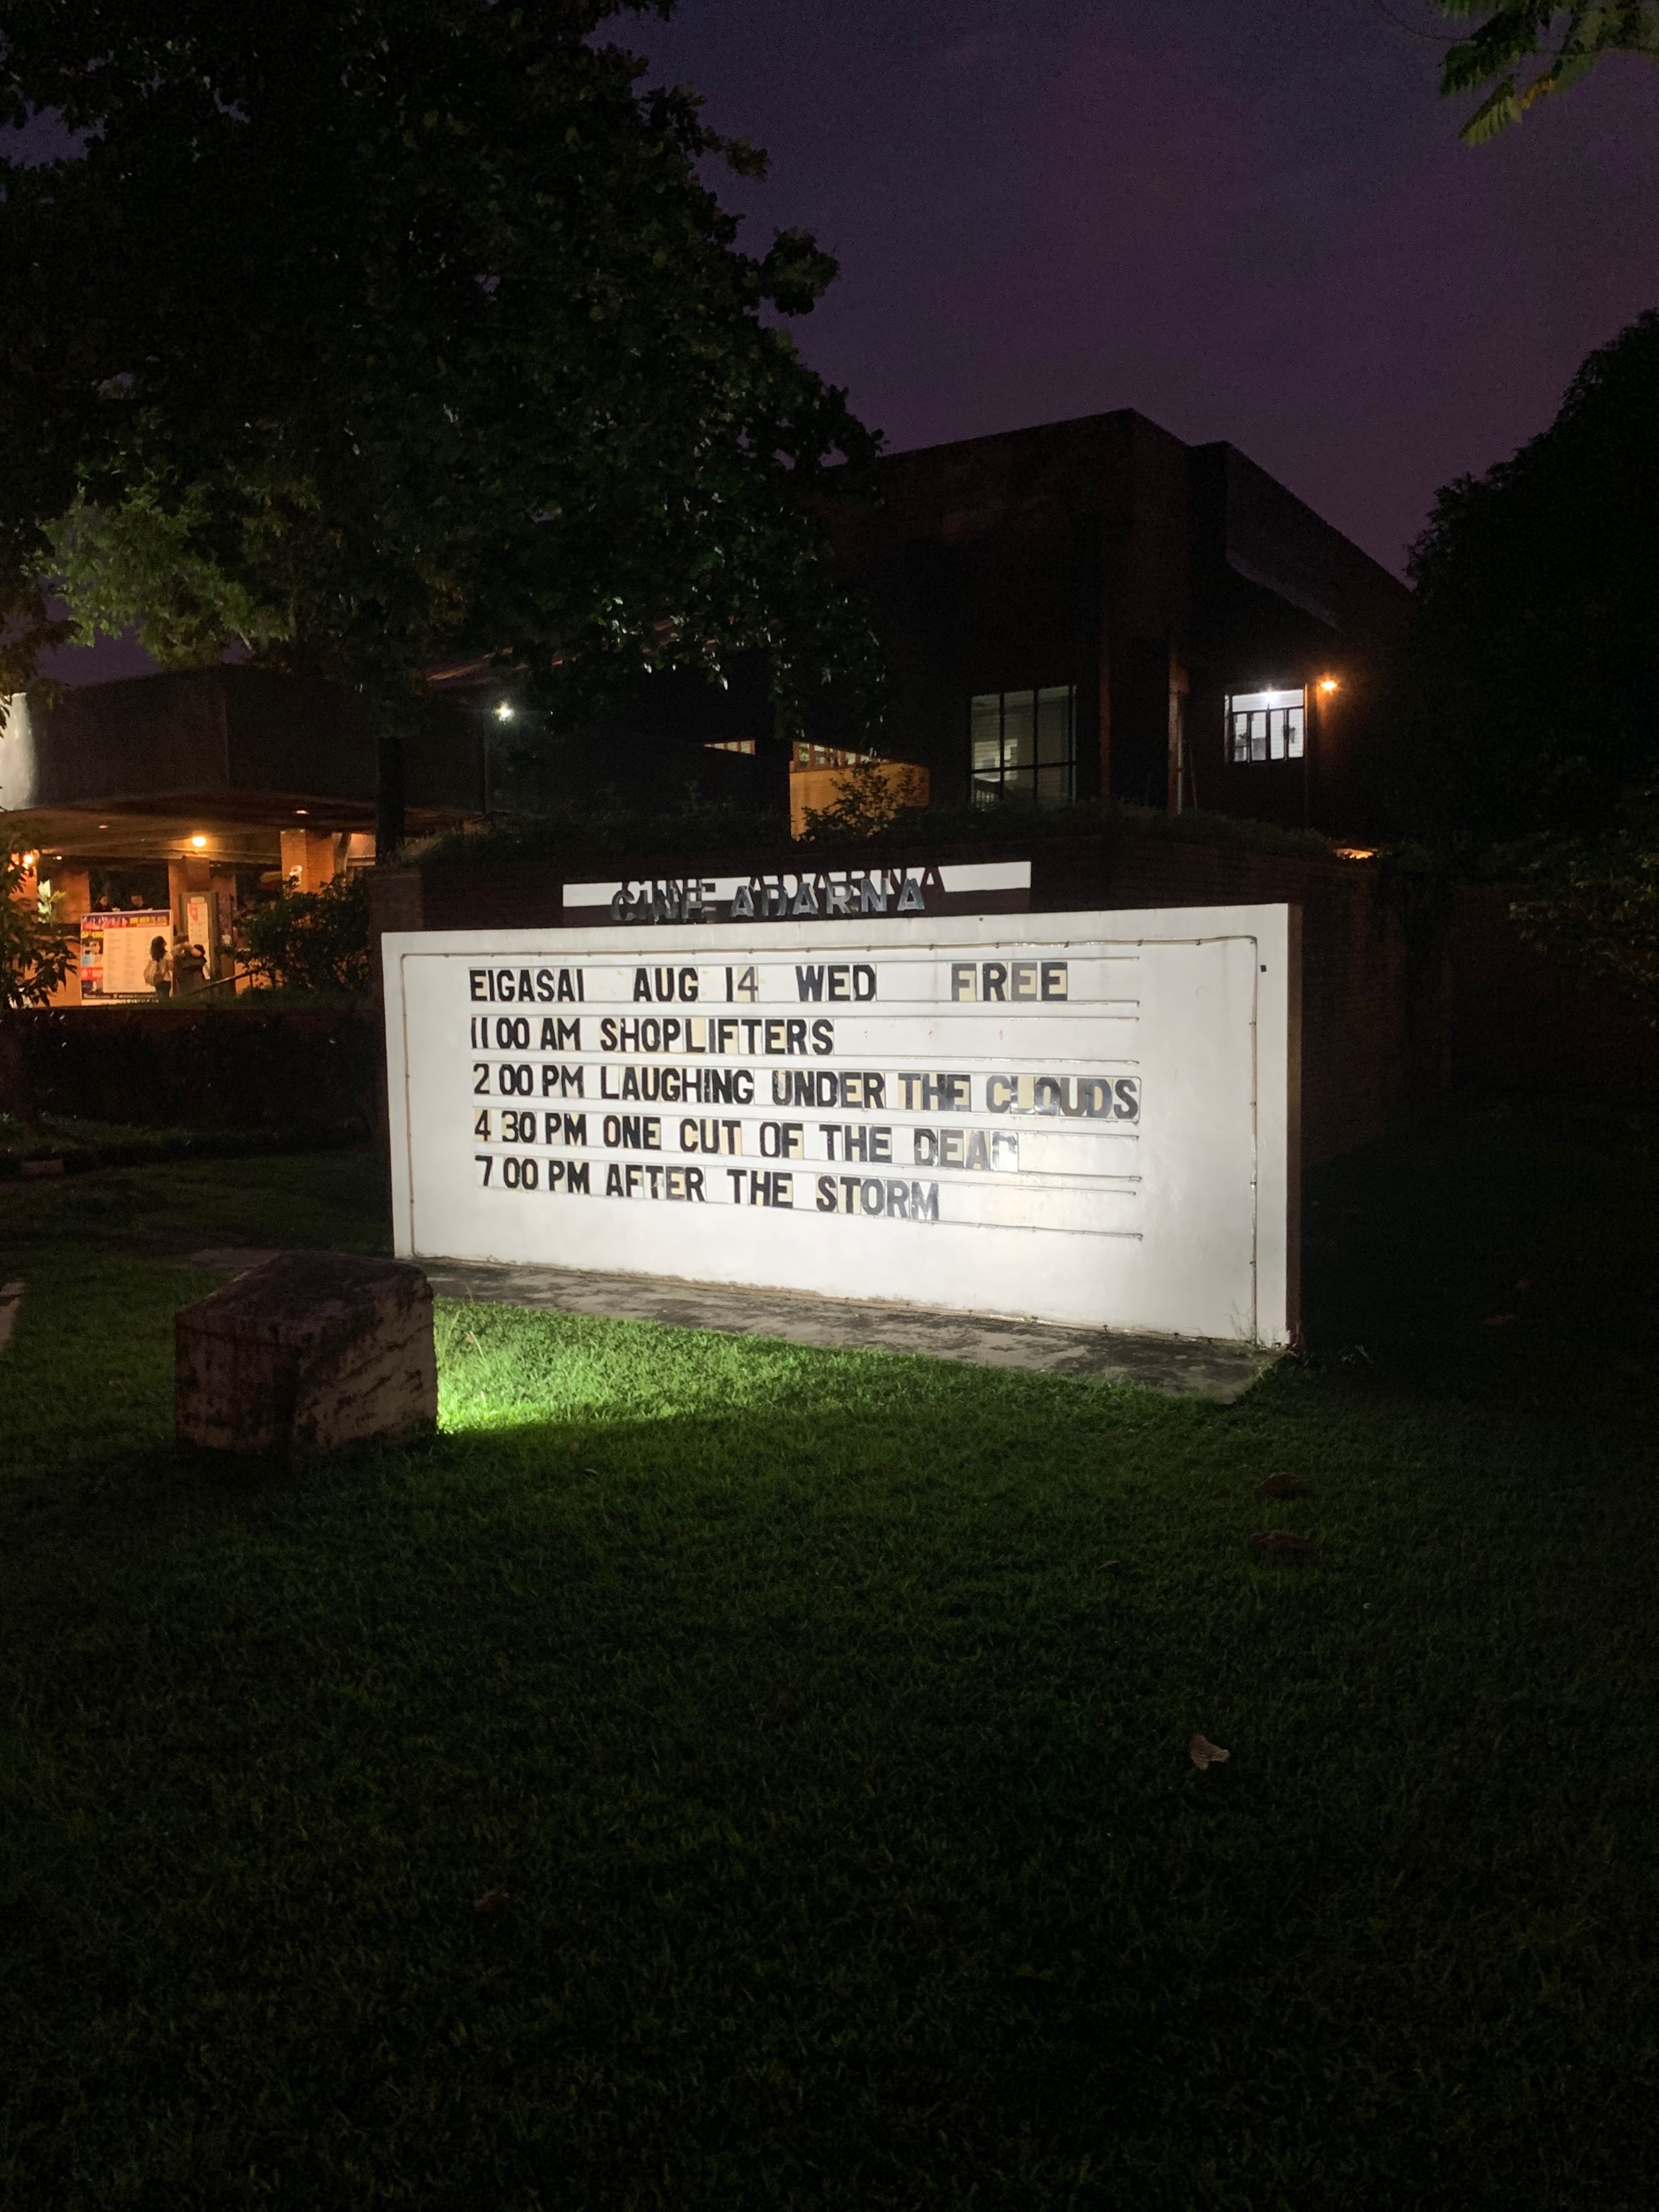 CINE ADARNA
EIGASAI AUG 14 WED FREE
11 00 AM SHOPLIFTERS
2 00 PM LAUGHING UNDER THE CLOUDS
4 30 PM ONE CUT OF THE DEAD
7 00 PM AFTER THE STORM